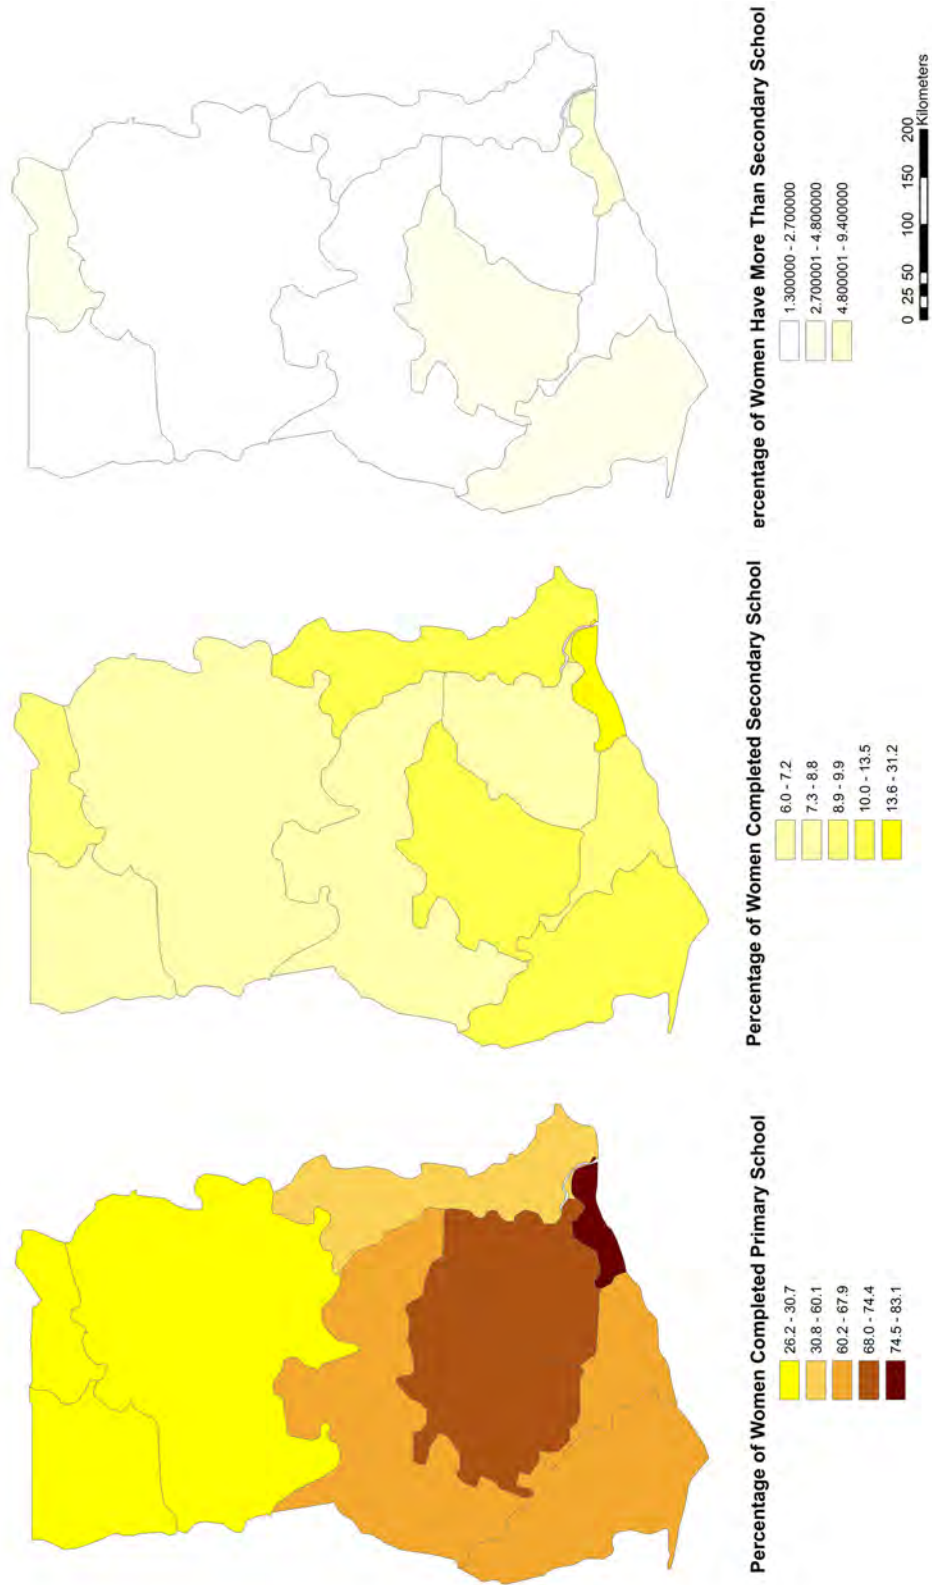 Percentage of Women Completed Primary School
26.2 - 30.7
30.8 - 60.1
60.2 - 67.9
68.0 - 74.4
74.5 - 83.1
Percentage of Women Completed Secondary School
6.0 - 7.2
7.3 - 8.8
8.9 - 9.9
10.0 - 13.5
13.6 - 31.2
ercentage of Women Have More Than Secondary School
1.300000 - 2.700000
2.700001 - 4.800000
4.800001 - 9.400000
0 25 50 100 150 200
Kilometers